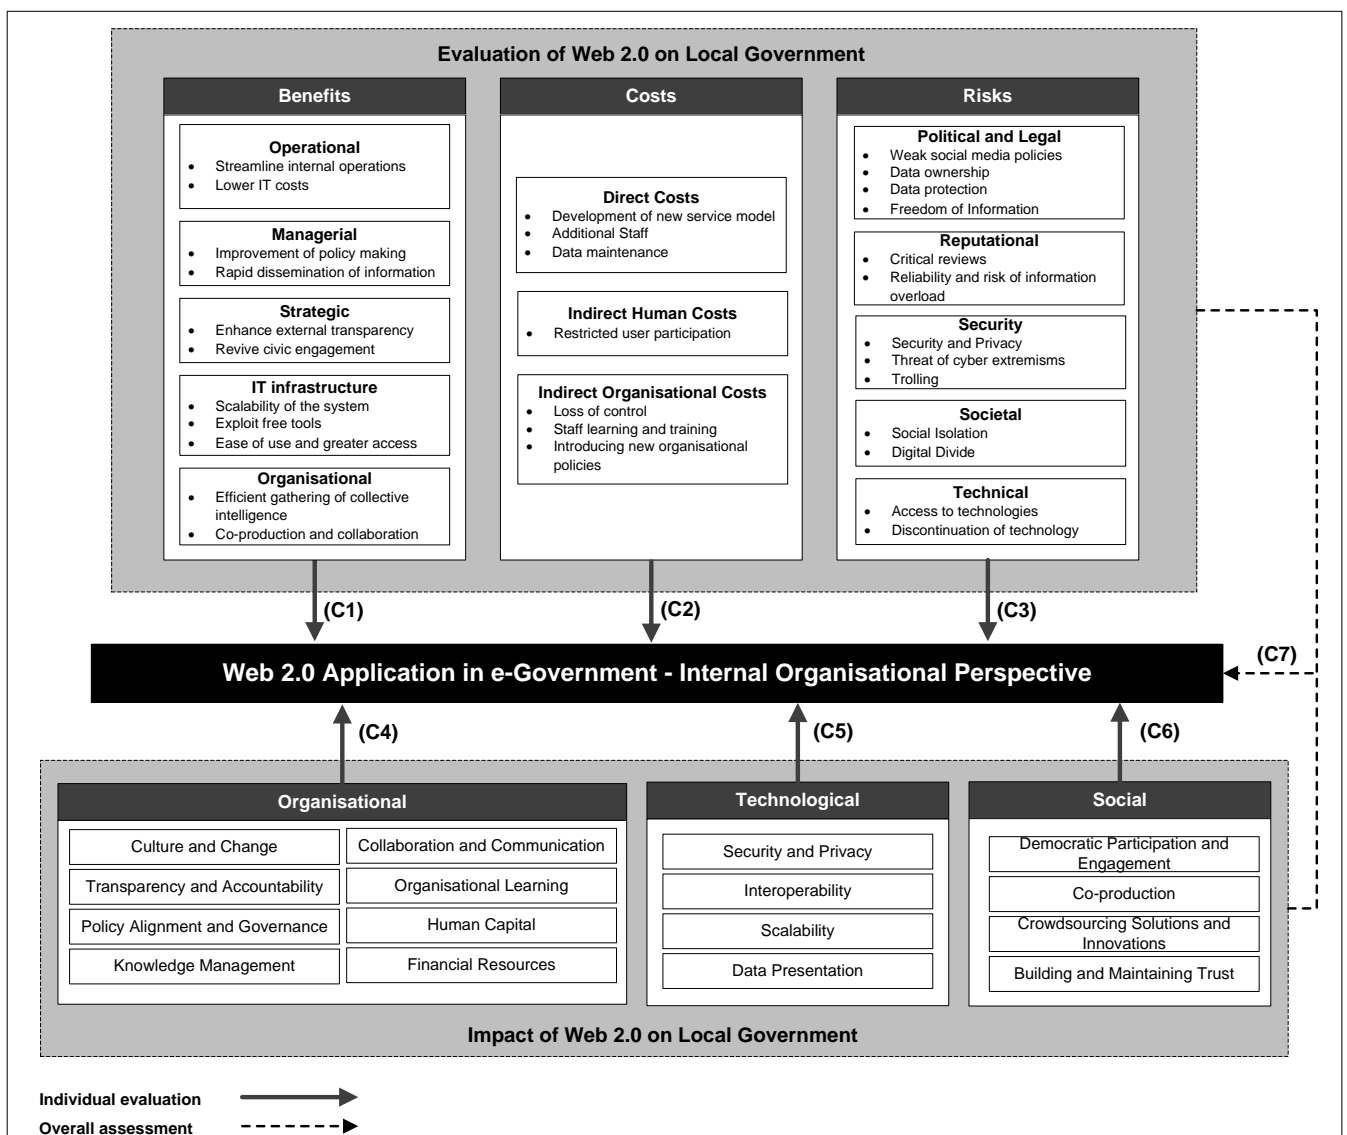 Evaluation of Web 2.0 on Local Government
Benefits
Operational
• Streamline internal operations
• Lower IT costs
Managerial
• Improvement of policy making
• Rapid dissemination of information
Strategic
• Enhance external transparency
• Revive civic engagement
IT infrastructure
• Scalability of the system
• Exploit free tools
• Ease of use and greater access
Organisational
• Efficient gathering of collective
intelligence
• Co-production and collaboration
Costs
Direct Costs
• Development of new service model
• Additional Staff
• Data maintenance
Indirect Human Costs
• Restricted user participation
Indirect Organisational Costs
• Loss of control
• Staff learning and training
• Introducing new organisational
policies
Risks
Political and Legal
• Weak social media policies
• Data ownership
• Data protection
• Freedom of Information
Reputational
• Critical reviews
• Reliability and risk of information
overload
Security
• Security and Privacy
• Threat of cyber extremisms
• Trolling
Societal
• Social Isolation
• Digital Divide
Technical
• Access to technologies
• Discontinuation of technology
(C1)
(C2)
(C3)
Web 2.0 Application in e-Government - Internal Organisational Perspective
(C7)
(C4)
(C5)
(C6)
Organisational
Culture and Change
Transparency and Accountability
Policy Alignment and Governance
Knowledge Management
Collaboration and Communication
Organisational Learning
Human Capital
Financial Resources
Technological
Security and Privacy
Interoperability
Scalability
Data Presentation
Social
Democratic Participation and
Engagement
Co-production
Crowdsourcing Solutions and
Innovations
Building and Maintaining Trust
Impact of Web 2.0 on Local Government
Individual evaluation
Overall assessment